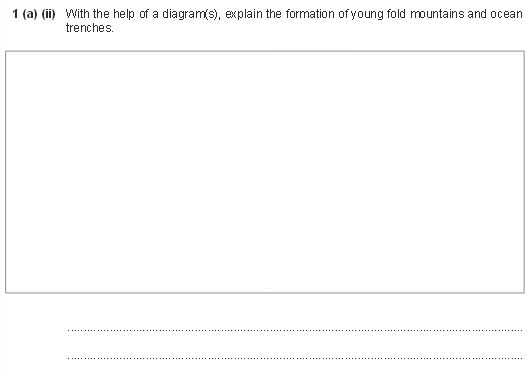 1 (a) (ii) With the help of a diagram(s), explain the formation of young fold mountains and ocean
trenches.